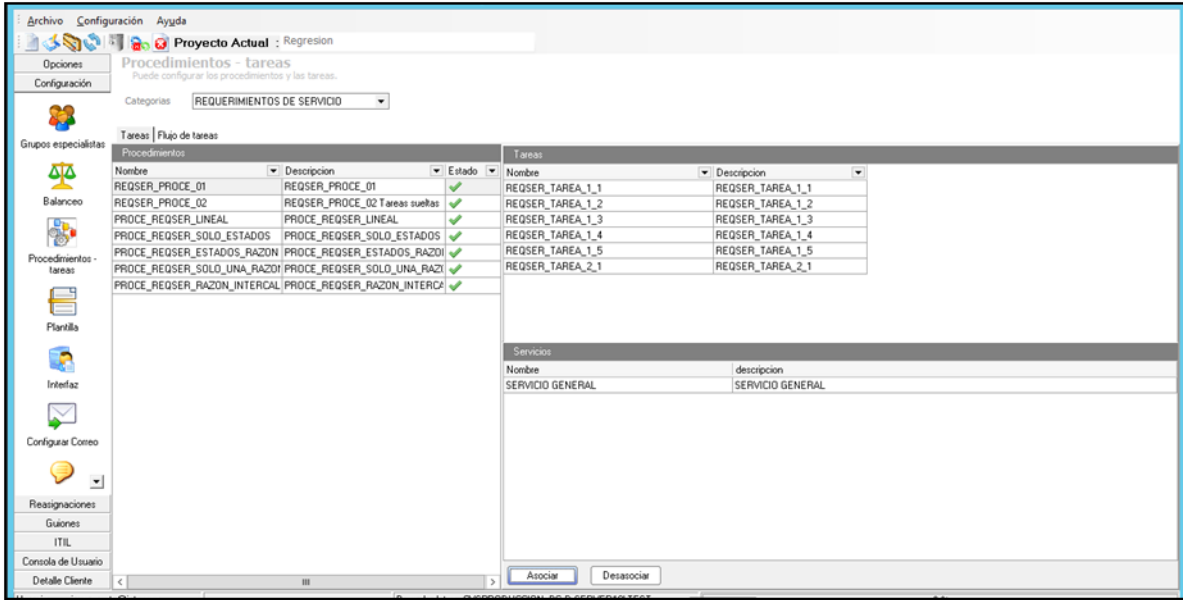 Archivo Configuración Ayuda
Proyecto Actual : Regresion
Opciones
Configuración
Grupos especialistas
Balanceo
Procedimientos - tareas
Plantilla
Interfaz
Configurar Correo
Reasignaciones
Guiones
ITIL
Consola de Usuario
Detalle Cliente
Procedimientos - tareas
Puede configurar los procedimientos y las tareas.
Categorias REQUERIMIENTOS DE SERVICIO
Tareas Flujo de tareas
Procedimientos
Nombre Descripcion Estado
REQSER_PROCE_01 REQSER_PROCE_01
REQSER_PROCE_02 REQSER_PROCE_02 Tareas sueltas
PROCE_REQSER_LINEAL PROCE_REQSER_LINEAL
PROCE_REQSER_SOLO_ESTADOS PROCE_REQSER_SOLO_ESTADOS
PROCE_REQSER_ESTADOS_RAZON PROCE_REQSER_ESTADOS_RAZO
PROCE_REQSER_SOLO_UNA_RAZO PROCE_REQSER_SOLO_UNA_RAZ
PROCE_REQSER_RAZON_INTERCAL PROCE_REQSER_RAZON_INTERCA
Tareas
Nombre Descripcion
REQSER_TAREA_1_1 REQSER_TAREA_1_1
REQSER_TAREA_1_2 REQSER_TAREA_1_2
REQSER_TAREA_1_3 REQSER_TAREA_1_3
REQSER_TAREA_1_4 REQSER_TAREA_1_4
REQSER_TAREA_1_5 REQSER_TAREA_1_5
REQSER_TAREA_2_1 REQSER_TAREA_2_1
Servicios
Nombre descripcion
SERVICIO GENERAL SERVICIO GENERAL
Asociar Desasociar